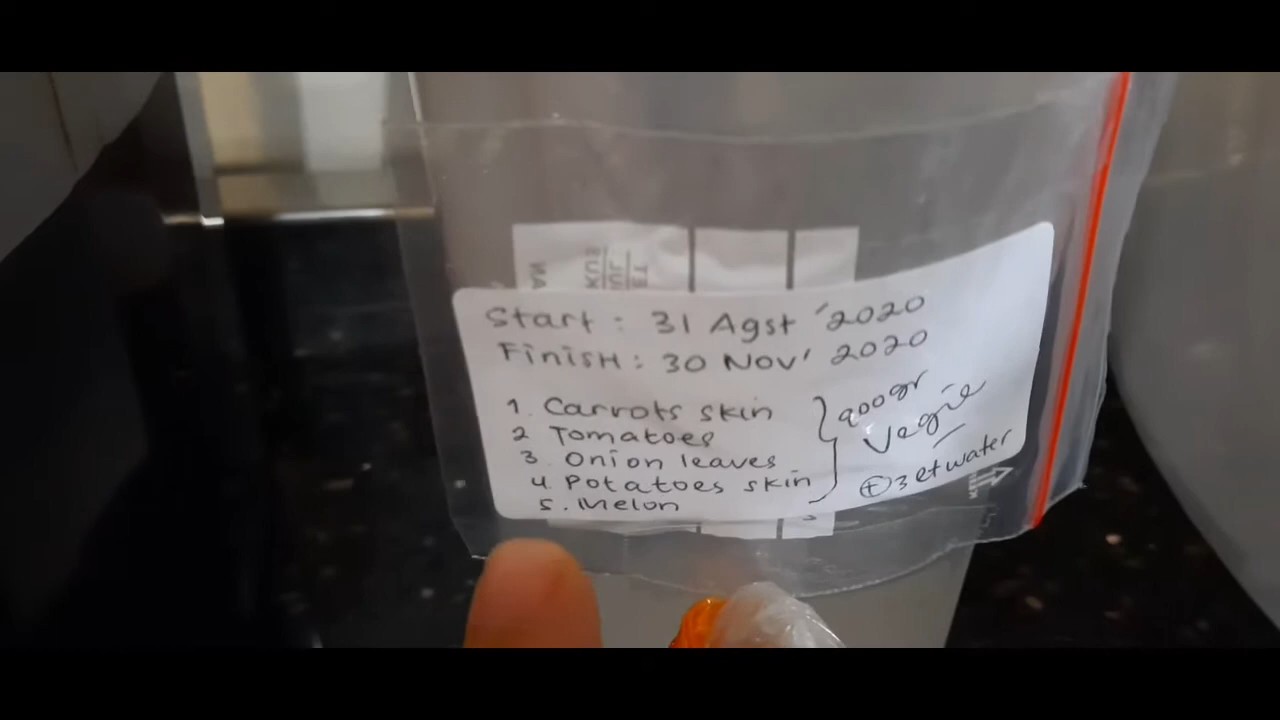 Start : 31 Agst '2020
Finish : 30 Nov' 2020
1. Carrots skin
2 Tomatoes
3. Onion leaves
4. Potatoes skin
5. Melon
900gr
Vegie
+ 3 et water